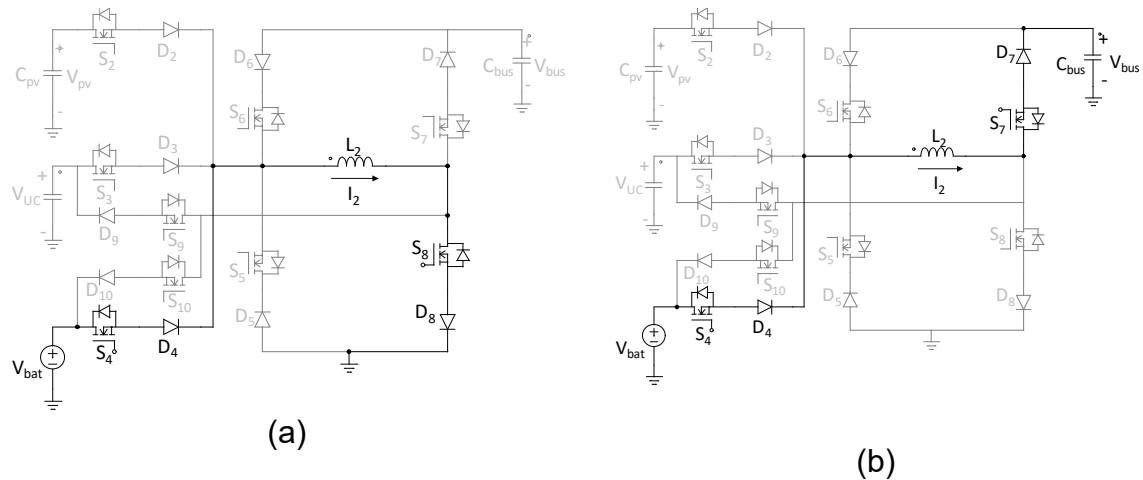 S2 D2
Cpv Vpv
+
-
D6 D7
Cbus Vbus
+
-
S6 S7
D3
S3
VUC
+
-
L2
I2
D9 S9
S8
D10 S10
S5
D5 D8
S4 D4
Vbat
+
-
(a)
S2 D2
Cpv Vpv
+
-
D6 D7
Cbus Vbus
+
-
S6 S7
D3
S3
VUC
+
-
L2
I2
D9 S9
S8
D10 S10
S5
D5 D8
S4 D4
Vbat
+
-
(b)